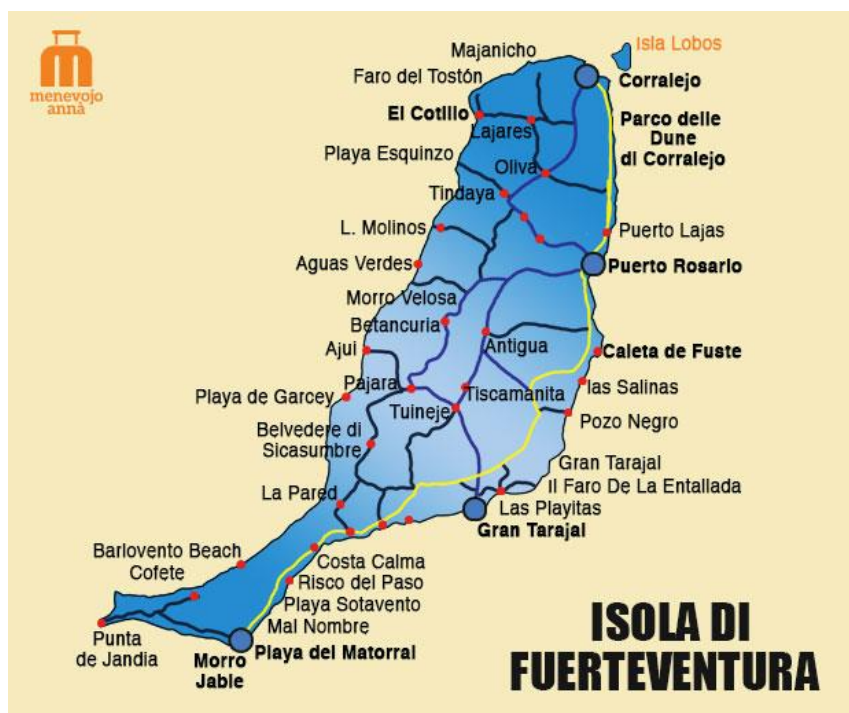 Isla Lobos
Majanicho
menevojo
annà
Faro del Tostón
Corralejo
El Cotillo
Parco delle
Dune
di Corralejo
Lajares
Playa Esquinzo
Oliva
Tindaya
L. Molinos
Puerto Lajas
Aguas Verdes
Puerto Rosario
Morro Velosa
Betancuria
Ajui
Antigua
Caleta de Fuste
Pajara
las Salinas
Playa de Garcey
Tiscamanita
Tuineje
Pozo Negro
Belvedere di
Sicasumbre
Gran Tarajal
La Pared
Il Faro De La Entallada
Las Playitas
Gran Tarajal
Barlovento Beach
Cofete
Costa Calma
Risco del Paso
Playa Sotavento
Mal Nombre
Punta
de Jandia
Morro
Jable
Playa del Matorral
ISOLA DI
FUERTEVENTURA